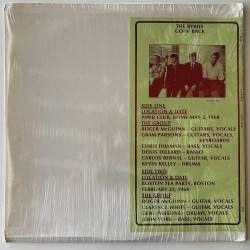 THE BYRDS
GOIN' BACK
SIDE ONE
LOCATION & DATE
PIPER CLUB, ROME MAY 2, 1968
THE GROUP
ROGER McGUINN - GUITARS, VOCALS
GRAM PARSONS - GUITARS, VOCALS,
KEYBOARDS
CHRIS HILLMAN - BASS, VOCALS
DOUG DILLARD - BANJO
CARLOS BERNAL - GUITAR, VOCALS
KEVIN KELLEY - DRUMS
SIDE TWO
LOCATION & DATE
BOSTON TEA PARTY, BOSTON
FEBRUARY 22, 1969
THE GROUP
ROGER McGUINN - GUITARS, VOCALS
CLARENCE WHITE - GUITAR, VOCALS
GENE PARSONS - DRUMS, VOCALS
JOHN YORK - BASS, VOCALS